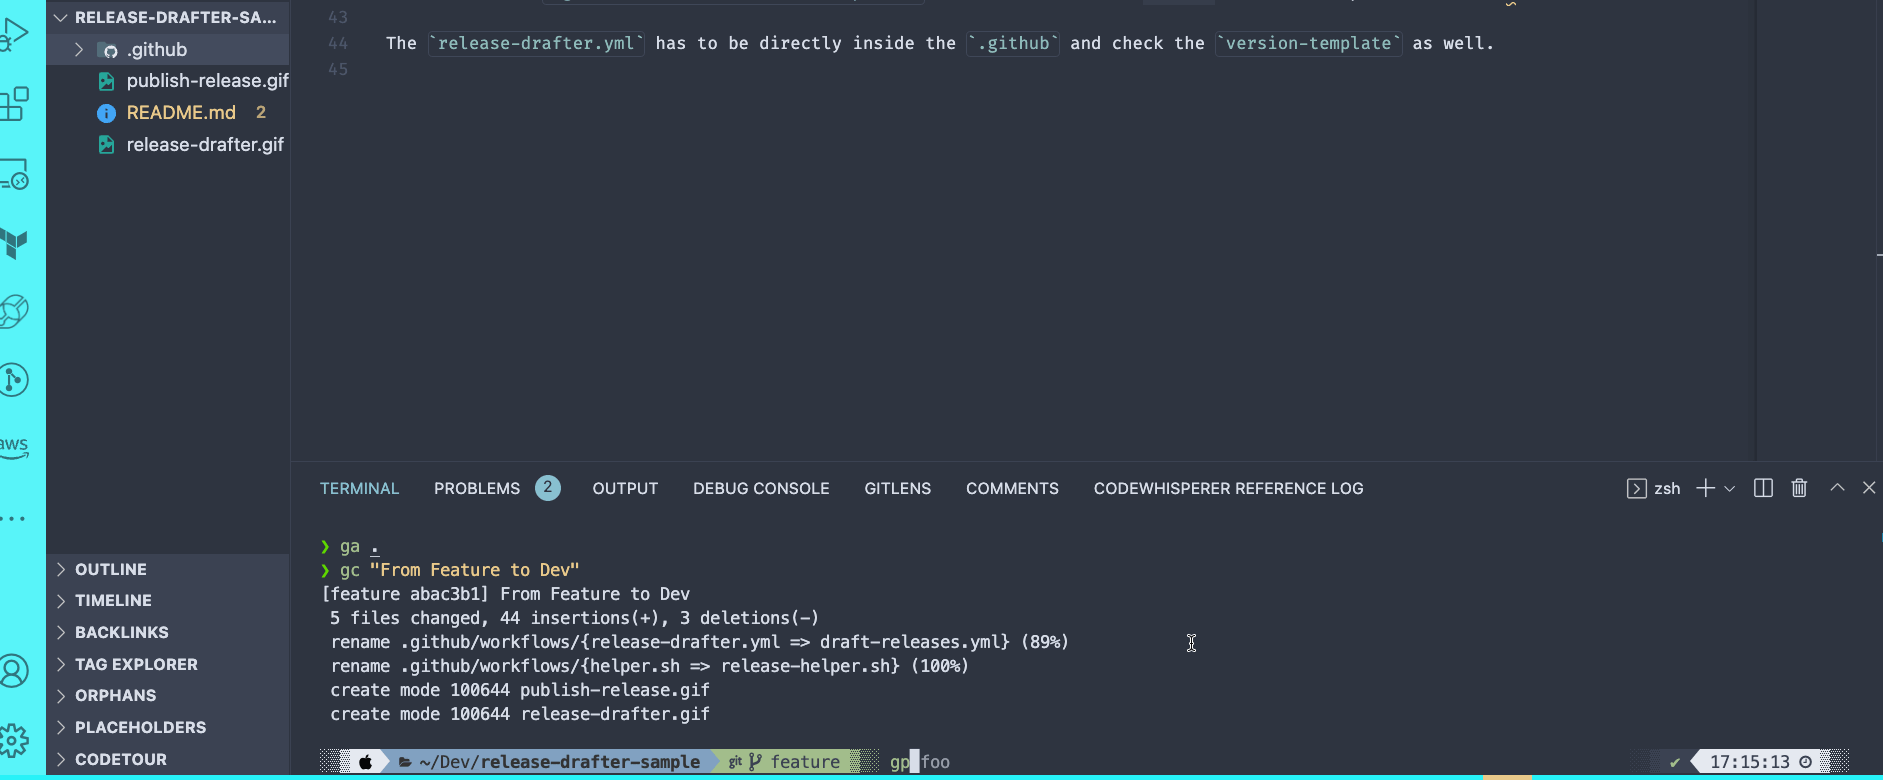 RELEASE-DRAFTER-SA...
.github
publish-release.gif
README.md 2
release-drafter.gif
aws
OUTLINE
TIMELINE
BACKLINKS
TAG EXPLORER
ORPHANS
PLACEHOLDERS
CODETOUR
43
44 The `release-drafter.yml` has to be directly inside the `.github` and check the `version-template` as well.
45
TERMINAL PROBLEMS 2 OUTPUT DEBUG CONSOLE GITLENS COMMENTS CODEWHISPERER REFERENCE LOG zsh
❯ ga .
❯ gc "From Feature to Dev"
[feature abac3b1] From Feature to Dev
5 files changed, 44 insertions(+), 3 deletions(-)
rename .github/workflows/{release-drafter.yml => draft-releases.yml} (89%)
rename .github/workflows/{helper.sh => release-helper.sh} (100%)
create mode 100644 publish-release.gif
create mode 100644 release-drafter.gif
~/Dev/release-drafter-sample git feature gpfoo ✔ 17:15:13